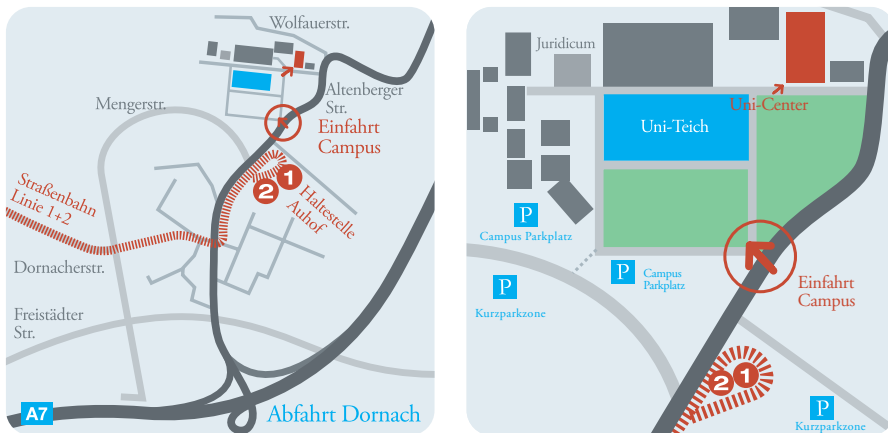 Wolfauerstr.
Altenberger
Str.
Mengerstr.
Einfahrt
Campus
2 1
Haltestelle
Auhof
Straßenbahn
Linie 1+2
Dornacherstr.
Freistädter
Str.
A7
Abfahrt Dornach
Juridicum
Uni-Center
Uni-Teich
P
Campus Parkplatz
P
Kurzparkzone
P
Campus
Parkplatz
Einfahrt
Campus
2 1
P
Kurzparkzone